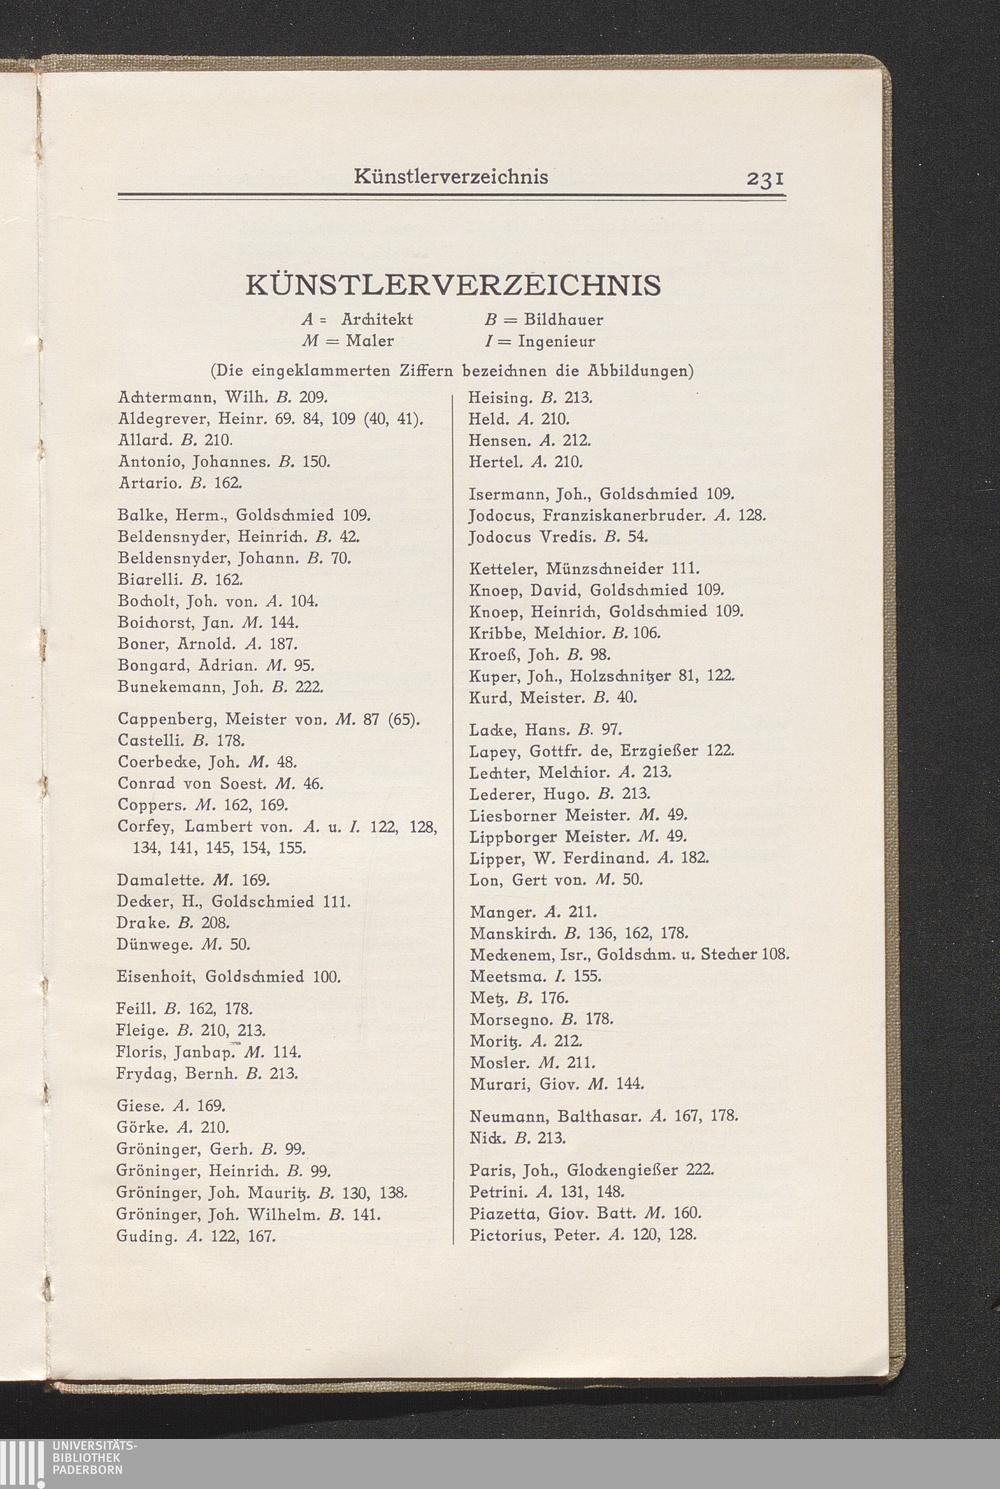 Künstlerverzeichnis 231
KÜNSTLERVERZEICHNIS
A = Architekt B = Bildhauer
M = Maler I = Ingenieur
(Die eingeklammerten Ziffern bezeichnen die Abbildungen)
Achtermann, Wilh. B. 209.
Aldegrever, Heinr. 69. 84, 109 (40, 41).
Allard. B. 210.
Antonio, Johannes. B. 150.
Artario. B. 162.
Balke, Herm., Goldschmied 109.
Beldensnyder, Heinrich. B. 42.
Beldensnyder, Johann. B. 70.
Biarelli. B. 162.
Bocholt, Joh. von. A. 104.
Boichorst, Jan. M. 144.
Boner, Arnold. A. 187.
Bongard, Adrian. M. 95.
Bunekemann, Joh. B. 222.
Cappenberg, Meister von. M. 87 (65).
Castelli. B. 178.
Coerbecke, Joh. M. 48.
Conrad von Soest. M. 46.
Coppers. M. 162, 169.
Corfey, Lambert von. A. u. I. 122, 128,
134, 141, 145, 154, 155.
Damalette. M. 169.
Decker, H., Goldschmied 111.
Drake. B. 208.
Dünwege. M. 50.
Eisenhoit, Goldschmied 100.
Feill. B. 162, 178.
Fleige. B. 210, 213.
Floris, Janbap. M. 114.
Frydag, Bernh. B. 213.
Giese. A. 169.
Görke. A. 210.
Gröninger, Gerh. B. 99.
Gröninger, Heinrich. B. 99.
Gröninger, Joh. Mauritz. B. 130, 138.
Gröninger, Joh. Wilhelm. B. 141.
Guding. A. 122, 167.
Heising. B. 213.
Held. A. 210.
Hensen. A. 212.
Hertel. A. 210.
Isermann, Joh., Goldschmied 109.
Jodocus, Franziskanerbruder. A. 128.
Jodocus Vredis. B. 54.
Ketteler, Münzschneider 111.
Knoep, David, Goldschmied 109.
Knoep, Heinrich, Goldschmied 109.
Kribbe, Melchior. B. 106.
Kroeß, Joh. B. 98.
Kuper, Joh., Holzschnitzer 81, 122.
Kurd, Meister. B. 40.
Lacke, Hans. B. 97.
Lapey, Gottfr. de, Erzgießer 122.
Lechter, Melchior. A. 213.
Lederer, Hugo. B. 213.
Liesborner Meister. M. 49.
Lippborger Meister. M. 49.
Lipper, W. Ferdinand. A. 182.
Lon, Gert von. M. 50.
Manger. A. 211.
Manskirch. B. 136, 162, 178.
Meckenem, Isr., Goldschm. u. Stecher 108.
Meetsma. I. 155.
Metz. B. 176.
Morsegno. B. 178.
Moritz. A. 212.
Mosler. M. 211.
Murari, Giov. M. 144.
Neumann, Balthasar. A. 167, 178.
Nick. B. 213.
Paris, Joh., Glockengießer 222.
Petrini. A. 131, 148.
Piazetta, Giov. Batt. M. 160.
Pictorius, Peter. A. 120, 128.
UNIVERSITÄTS-
BIBLIOTHEK
PADERBORN